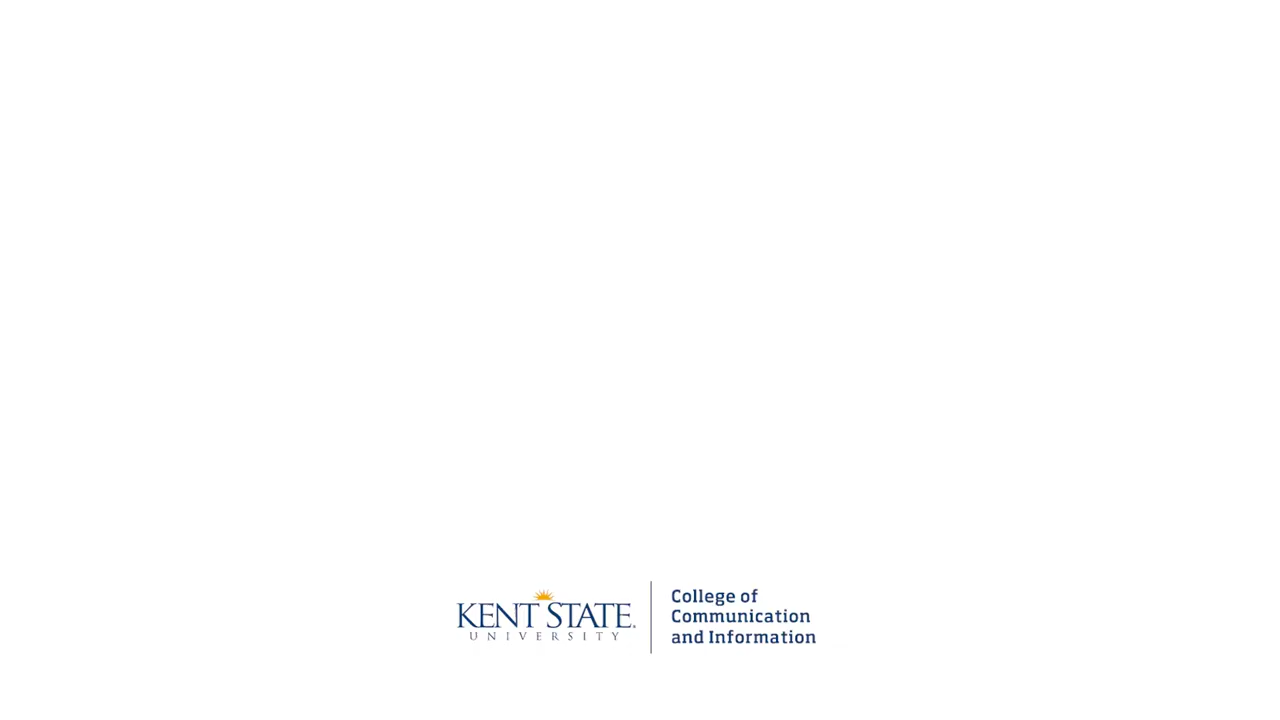 KENT STATE
UNIVERSITY
College of
Communication
and Information